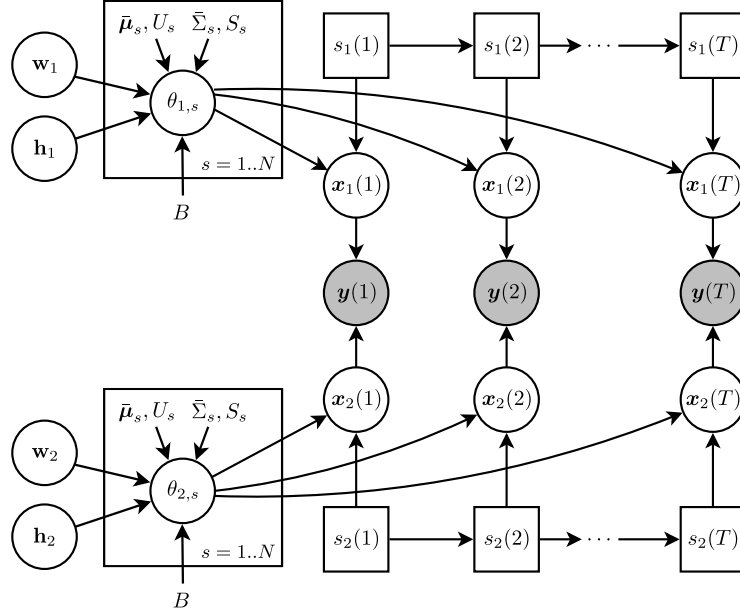 𝛍̄ₛ, Uₛ Σ̄ₛ, Sₛ
s₁(1) s₁(2) ··· s₁(T)
w₁
θ₁,ₛ
h₁
s = 1..N
x₁(1) x₁(2) x₁(T)
B
y(1) y(2) y(T)
x₂(1) x₂(2) x₂(T)
𝛍̄ₛ, Uₛ Σ̄ₛ, Sₛ
w₂
θ₂,ₛ
h₂
s₂(1) s₂(2) ··· s₂(T)
s = 1..N
B